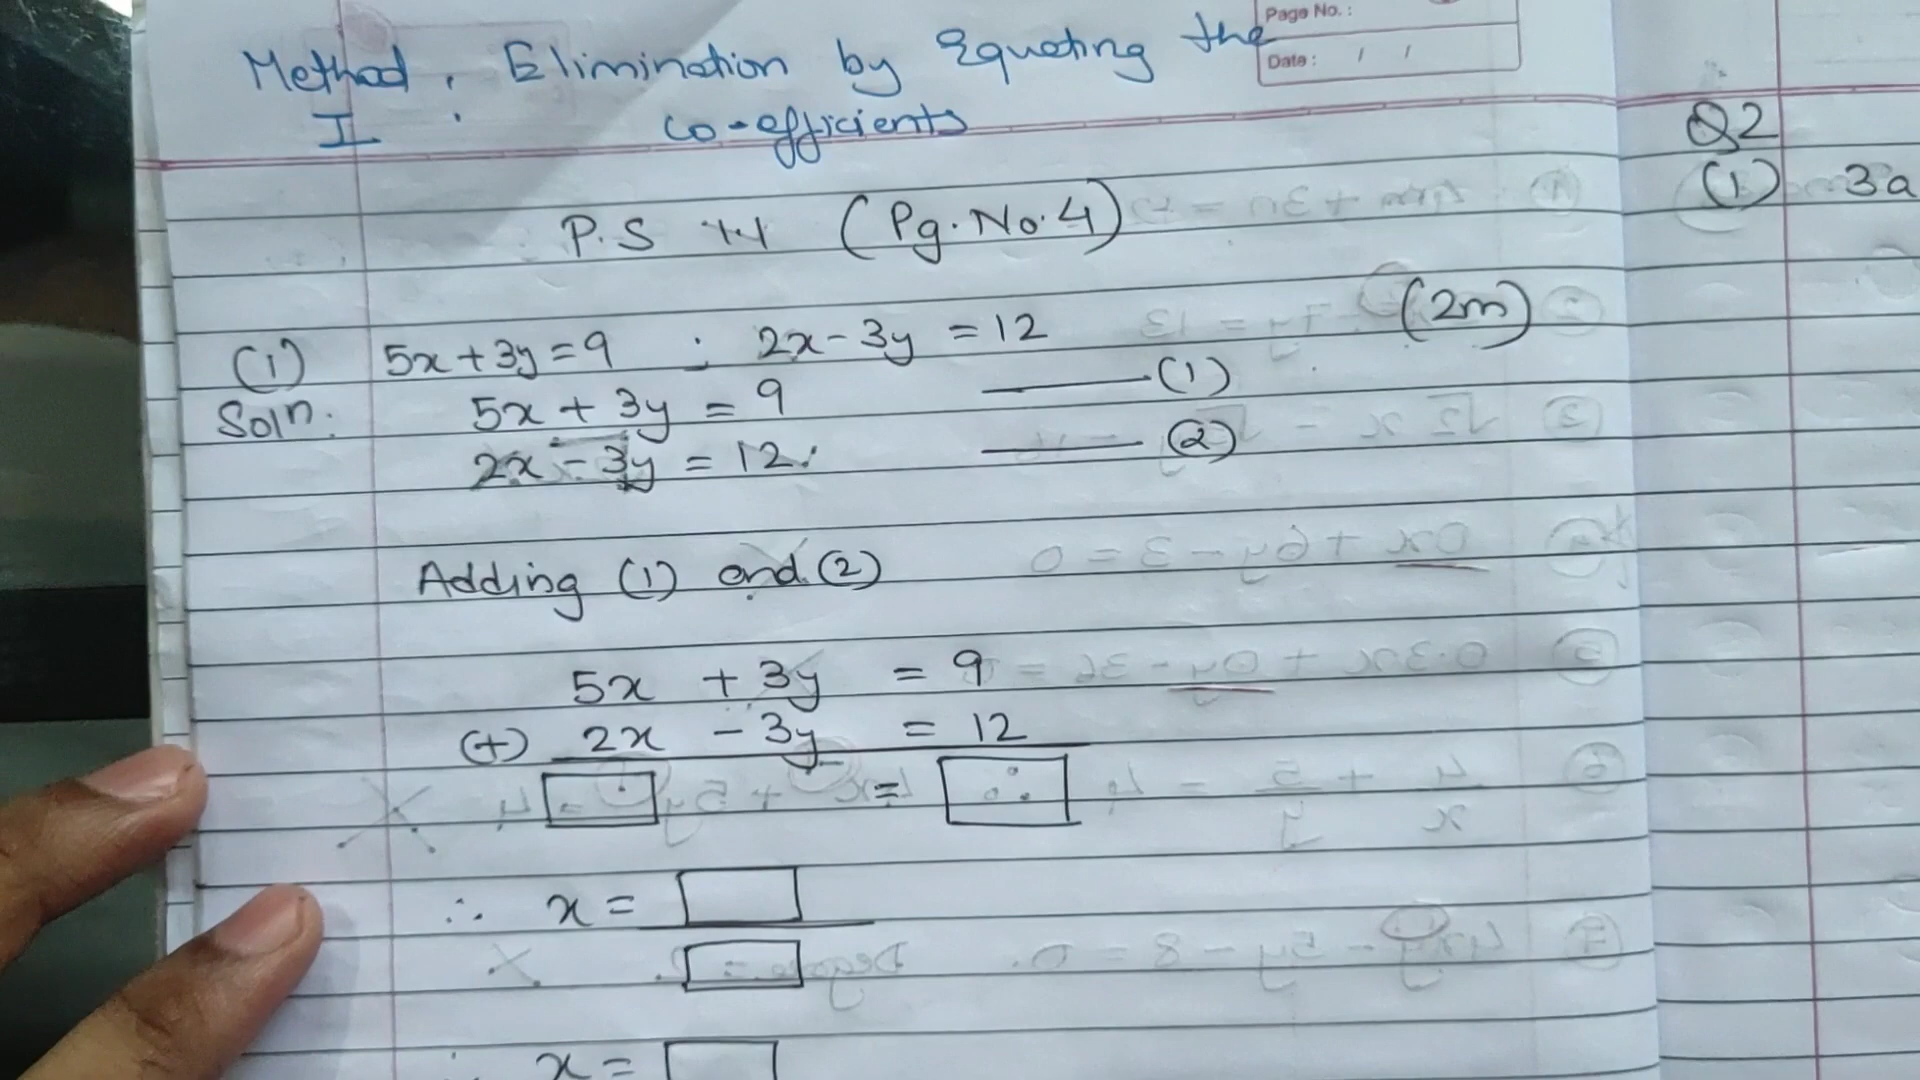 Page No. :
Date : / /
Method : Elimination by Equating the
I co-efficients
P.S 1.1 (Pg. No. 4)
(1) 5x + 3y = 9 ; 2x - 3y = 12 (2m)
Soln: 5x + 3y = 9 —— (1)
2x - 3y = 12. —— (2)
Adding (1) and (2)
5x + 3y = 9
(+) 2x - 3y = 12
=
∴ x =
x =
Q2
(1) 3a